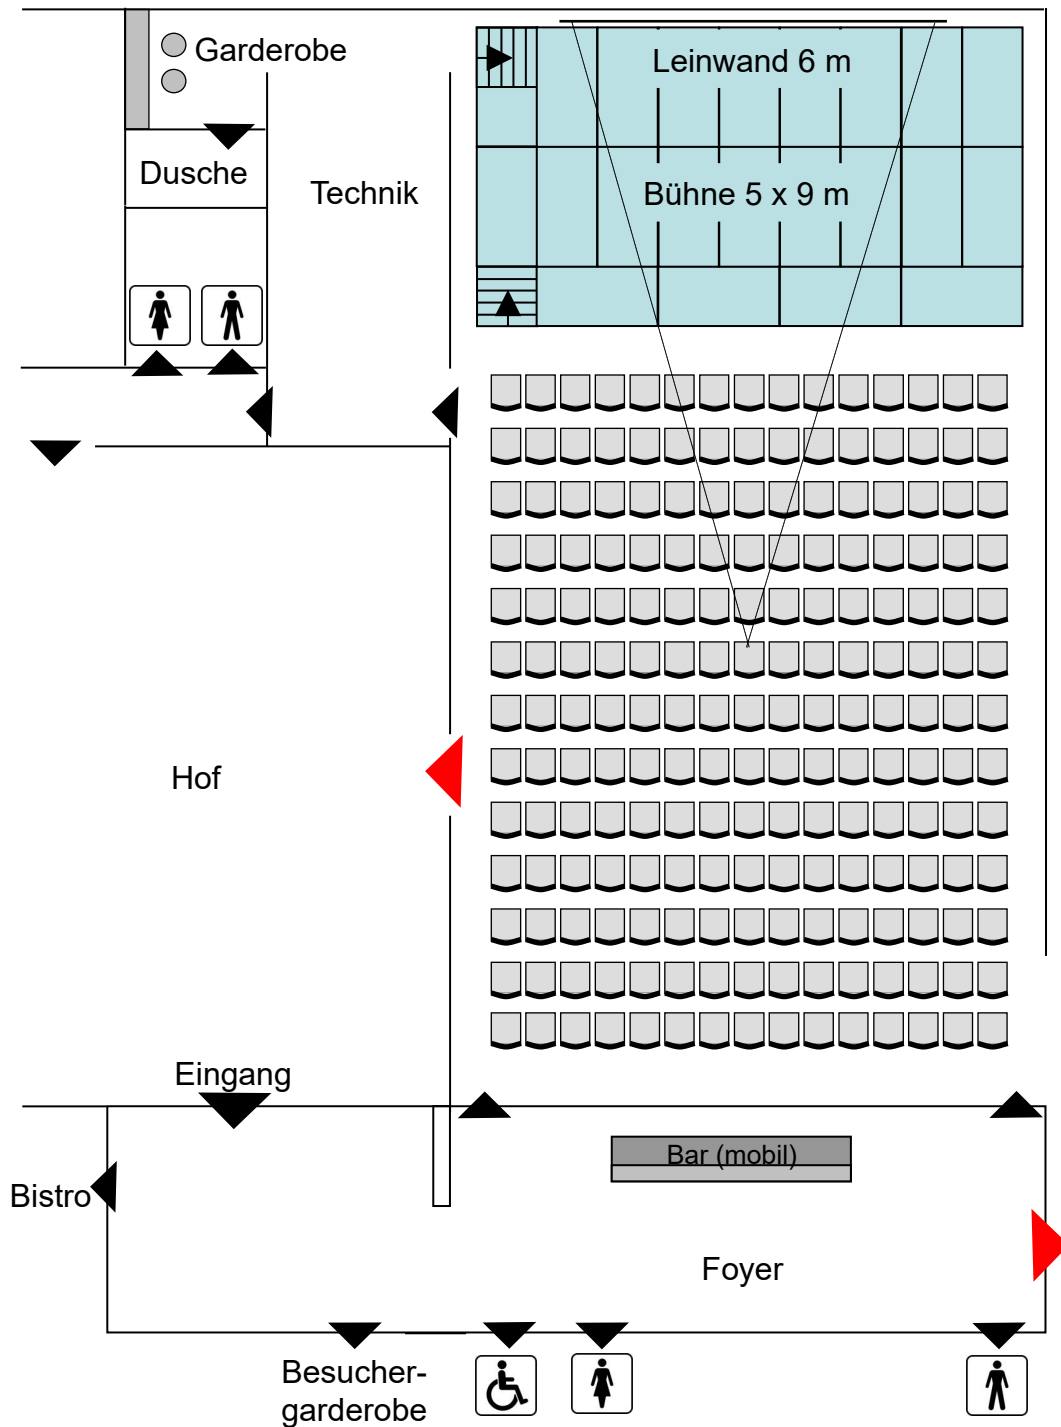 Garderobe
Leinwand 6 m
Dusche
Technik
Bühne 5 x 9 m
Hof
Eingang
Bar (mobil)
Bistro
Foyer
Besucher-
garderobe